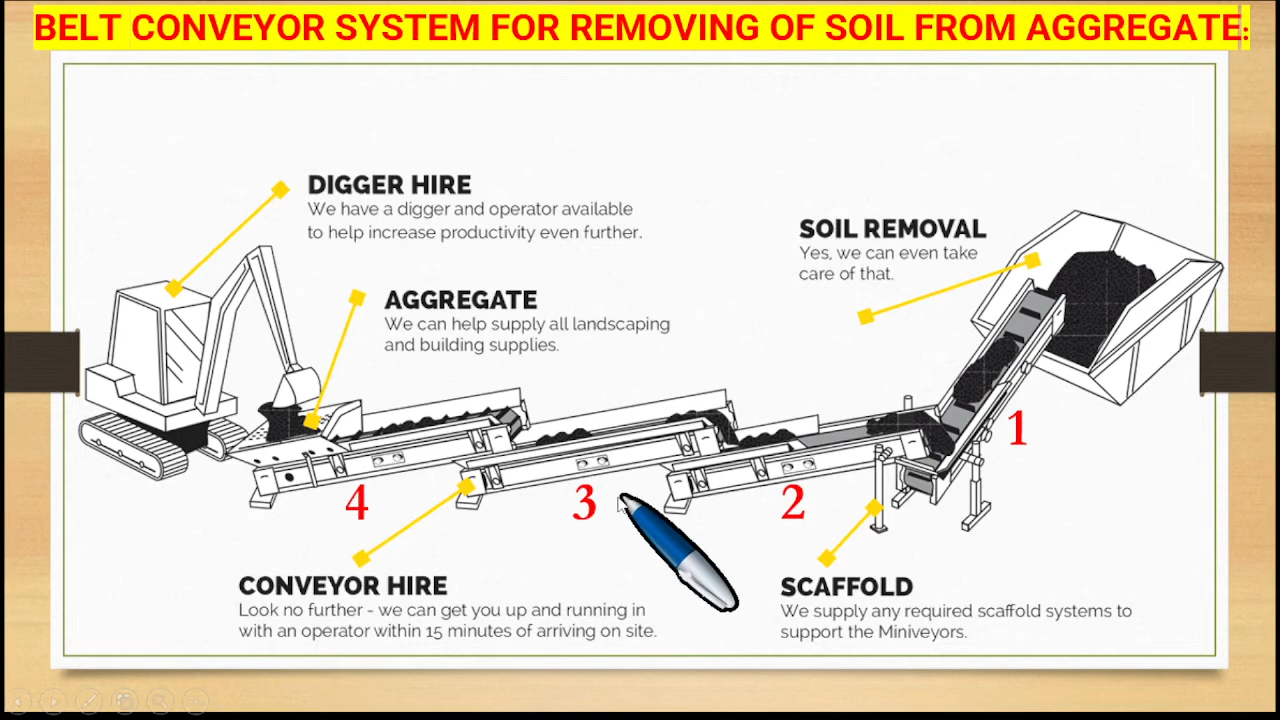 BELT CONVEYOR SYSTEM FOR REMOVING OF SOIL FROM AGGREGATE:
DIGGER HIRE
We have a digger and operator available
to help increase productivity even further.
AGGREGATE
We can help supply all landscaping
and building supplies.
SOIL REMOVAL
Yes, we can even take
care of that.
1
4
3
2
CONVEYOR HIRE
Look no further - we can get you up and running in
with an operator within 15 minutes of arriving on site.
SCAFFOLD
We supply any required scaffold systems to
support the Miniveyors.